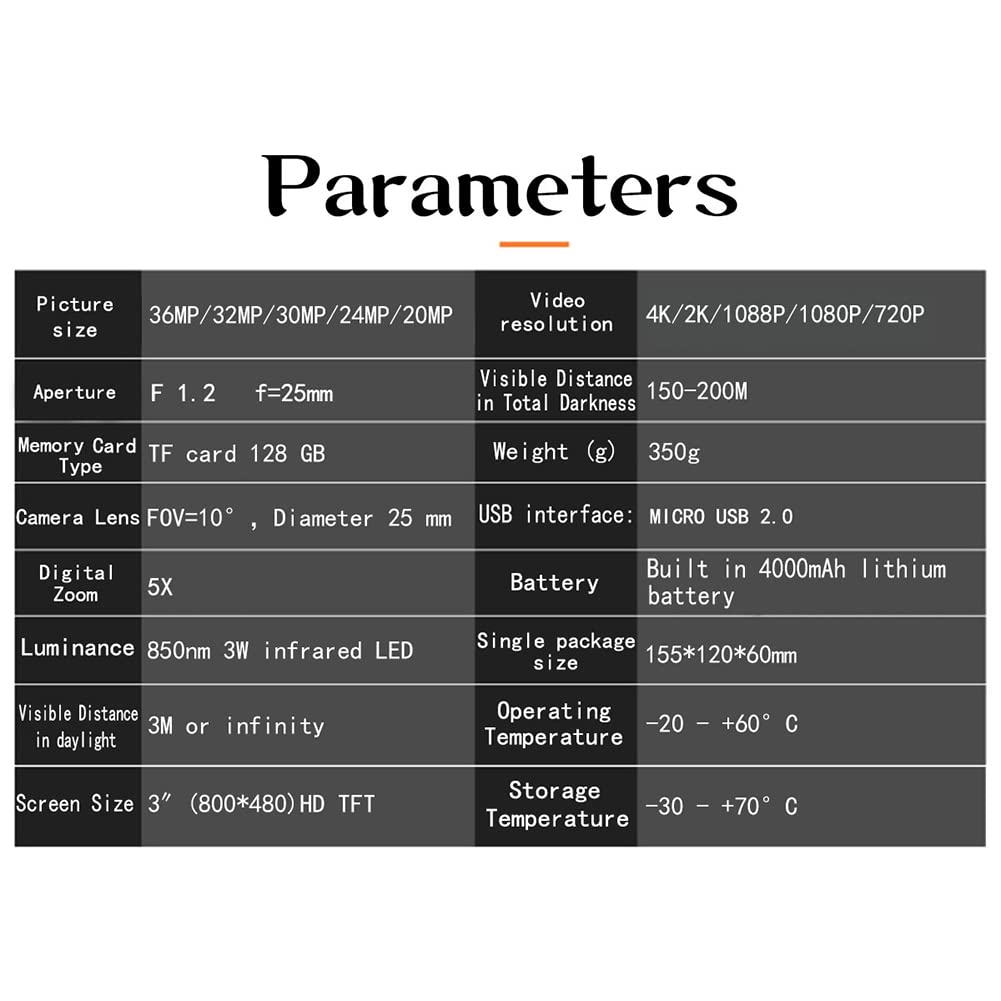 Parameters
Picture
size
36MP/32MP/30MP/24MP/20MP
Video
resolution
4K/2K/1088P/1080P/720P
Aperture
F 1.2 f=25mm
Visible Distance
in Total Darkness
150-200M
Memory Card
Type
TF card 128 GB
Weight (g)
350g
Camera Lens
FOV=10° , Diameter 25 mm
USB interface:
MICRO USB 2.0
Digital
Zoom
5X
Battery
Built in 4000mAh lithium
battery
Luminance
850nm 3W infrared LED
Single package
size
155*120*60mm
Visible Distance
in daylight
3M or infinity
Operating
Temperature
-20 - +60° C
Screen Size
3″ (800*480)HD TFT
Storage
Temperature
-30 - +70° C